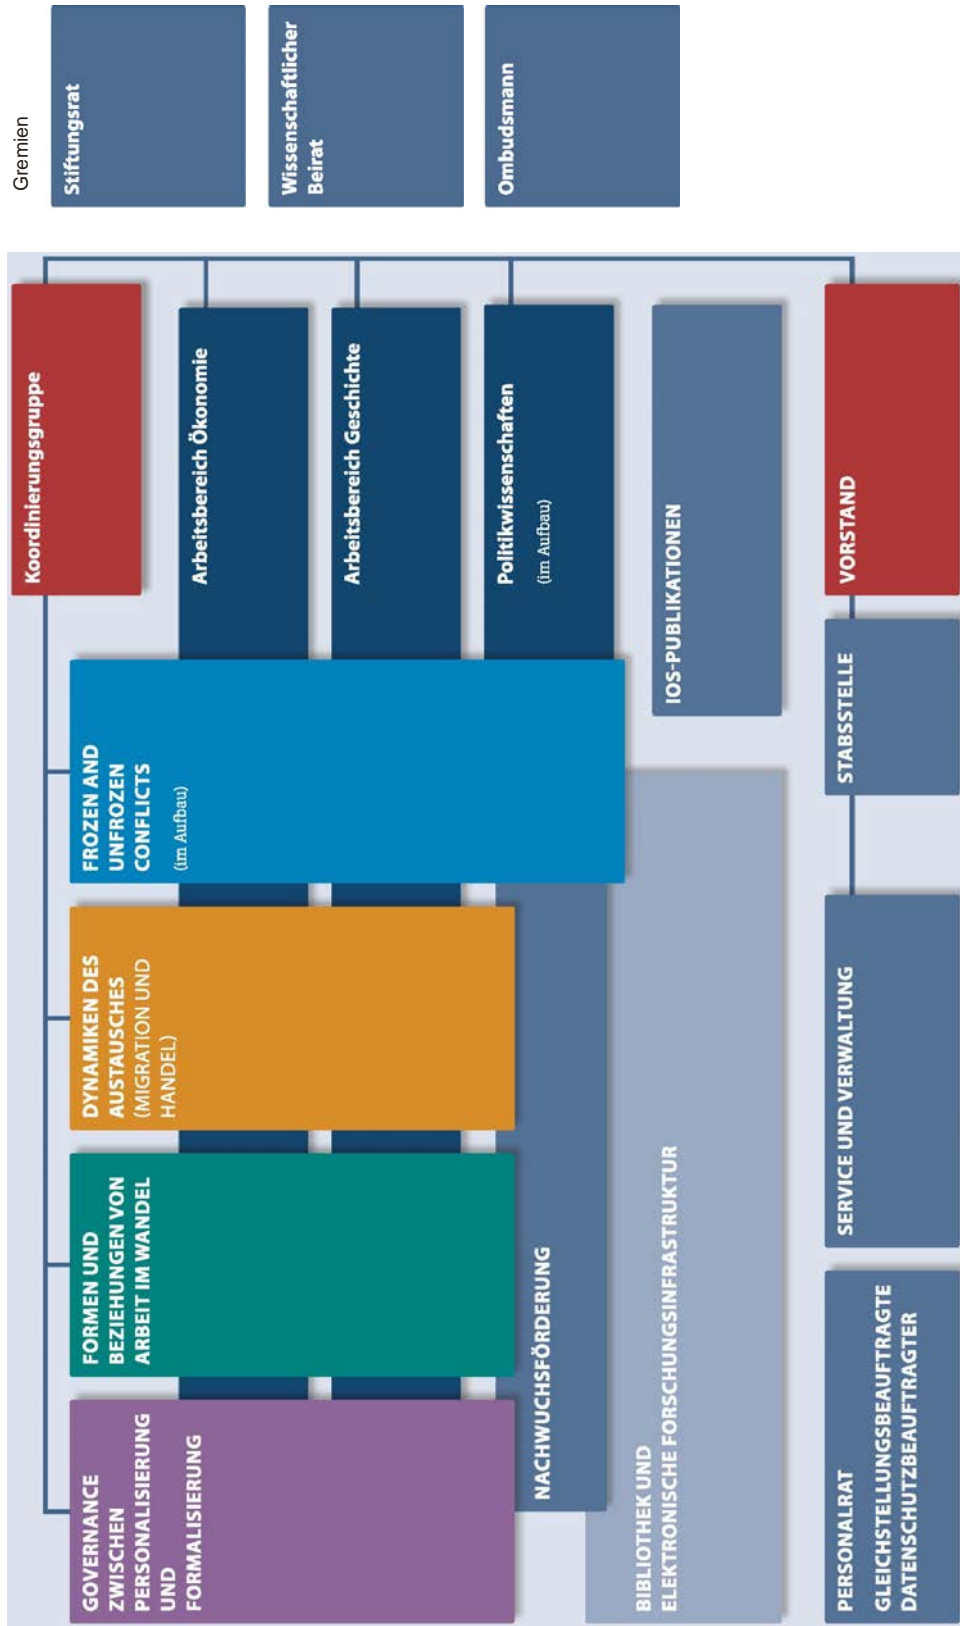 Gremien
Stiftungsrat
Wissenschaftlicher
Beirat
Ombudsmann
Koordinierungsgruppe
GOVERNANCE
ZWISCHEN
PERSONALISIERUNG
UND
FORMALISIERUNG
FORMEN UND
BEZIEHUNGEN VON
ARBEIT IM WANDEL
DYNAMIKEN DES
AUSTAUSCHES
(MIGRATION UND
HANDEL)
FROZEN AND
UNFROZEN
CONFLICTS
(im Aufbau)
Arbeitsbereich Ökonomie
Arbeitsbereich Geschichte
Politikwissenschaften
(im Aufbau)
NACHWUCHSFÖRDERUNG
BIBLIOTHEK UND
ELEKTRONISCHE FORSCHUNGSINFRASTRUKTUR
IOS-PUBLIKATIONEN
PERSONALRAT
GLEICHSTELLUNGSBEAUFTRAGTE
DATENSCHUTZBEAUFTRAGTER
SERVICE UND VERWALTUNG
STABSSTELLE
VORSTAND